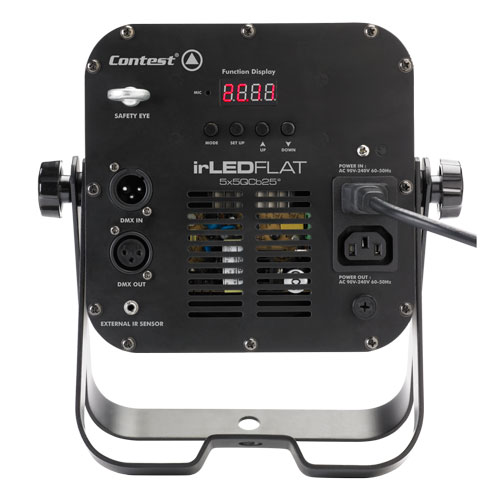 Contest®
Function Display
MIC
8.8.8.8.
SAFETY EYE
MODE SET UP UP DOWN
irLEDFLAT
5x5QCb25°
POWER IN :
AC 90V-240V 60-50Hz
DMX IN
DMX OUT
POWER OUT :
AC 90V-240V 60-50Hz
EXTERNAL IR SENSOR